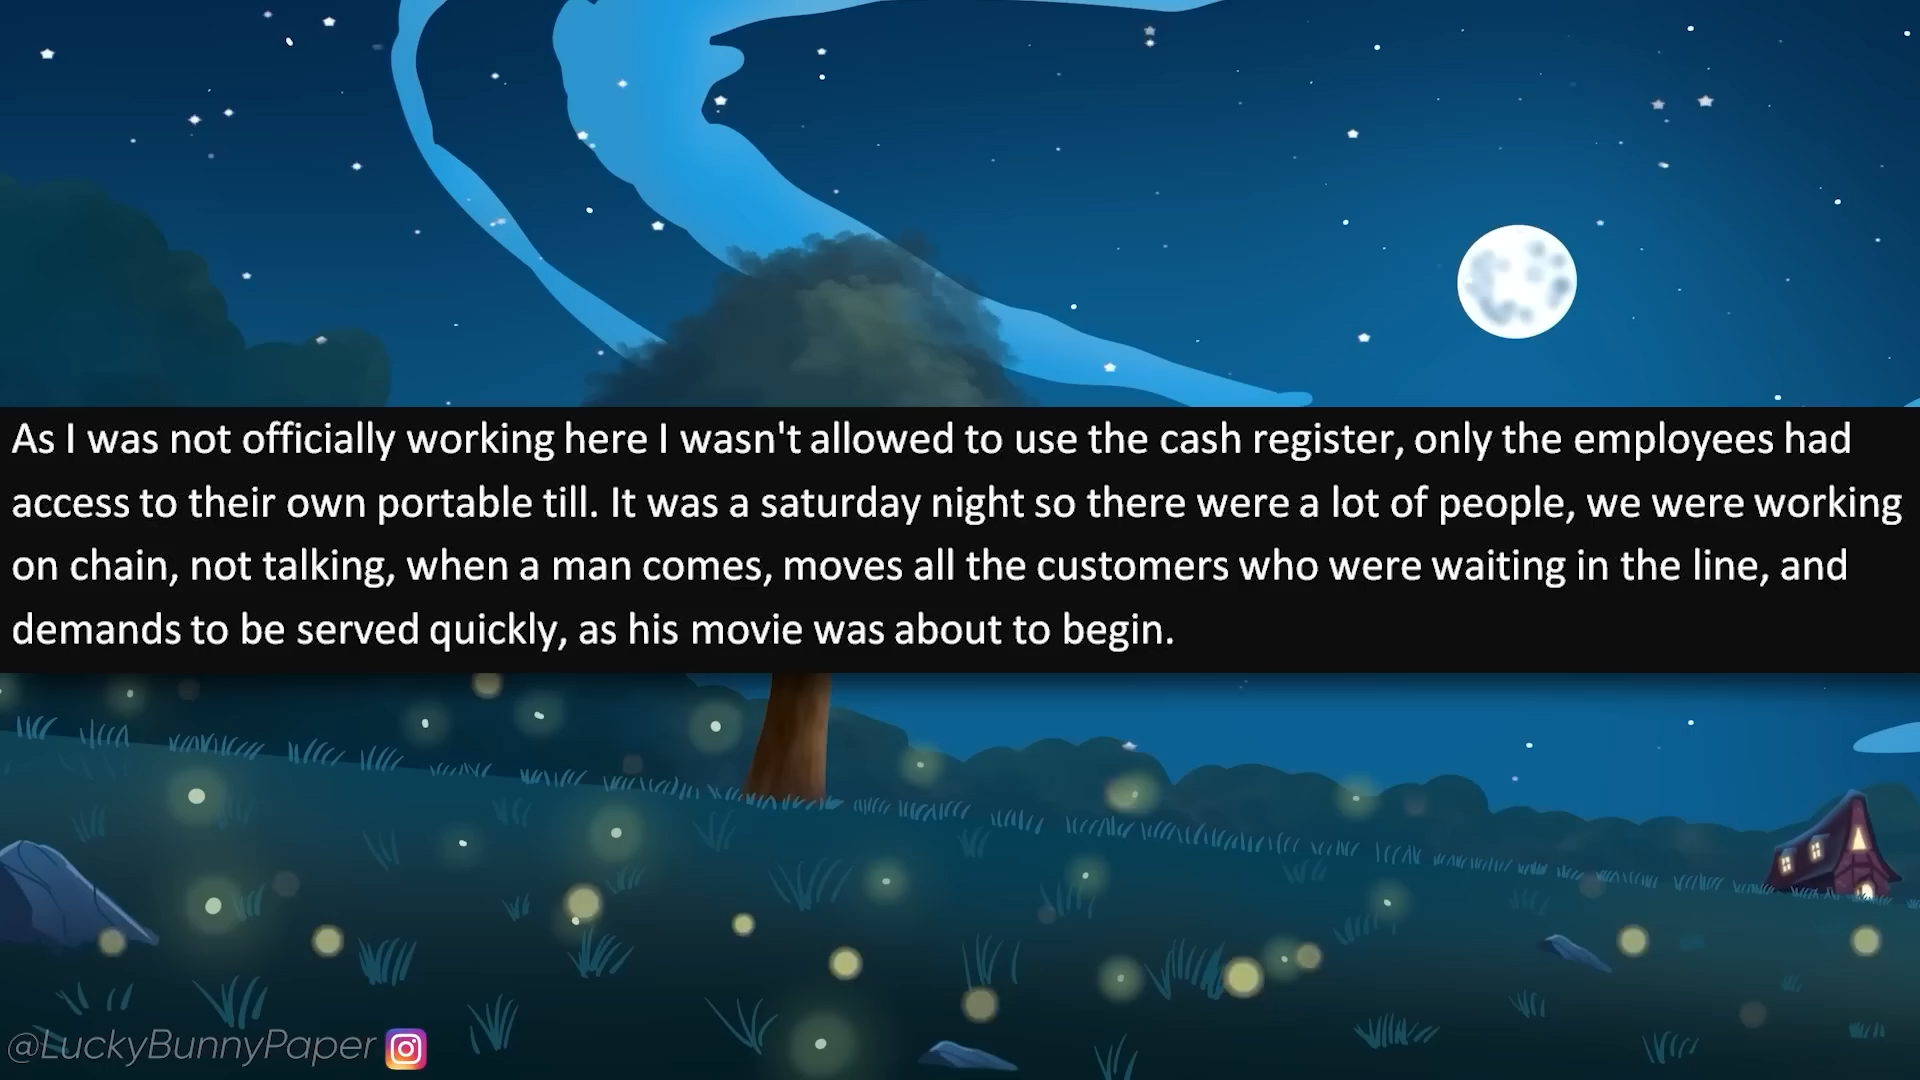 As I was not officially working here I wasn't allowed to use the cash register, only the employees had
access to their own portable till. It was a saturday night so there were a lot of people, we were working
on chain, not talking, when a man comes, moves all the customers who were waiting in the line, and
demands to be served quickly, as his movie was about to begin.
@LuckyBunnyPaper